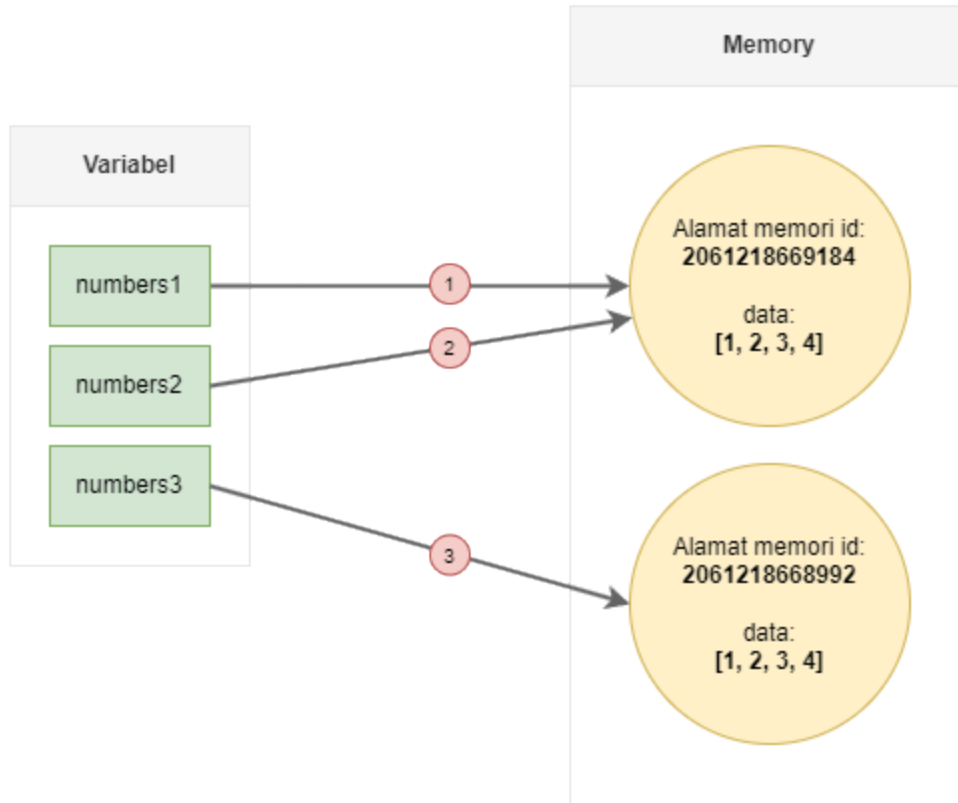 Memory
Variabel
numbers1
numbers2
numbers3
1
2
3
Alamat memori id:
2061218669184
data:
[1, 2, 3, 4]
Alamat memori id:
2061218668992
data:
[1, 2, 3, 4]